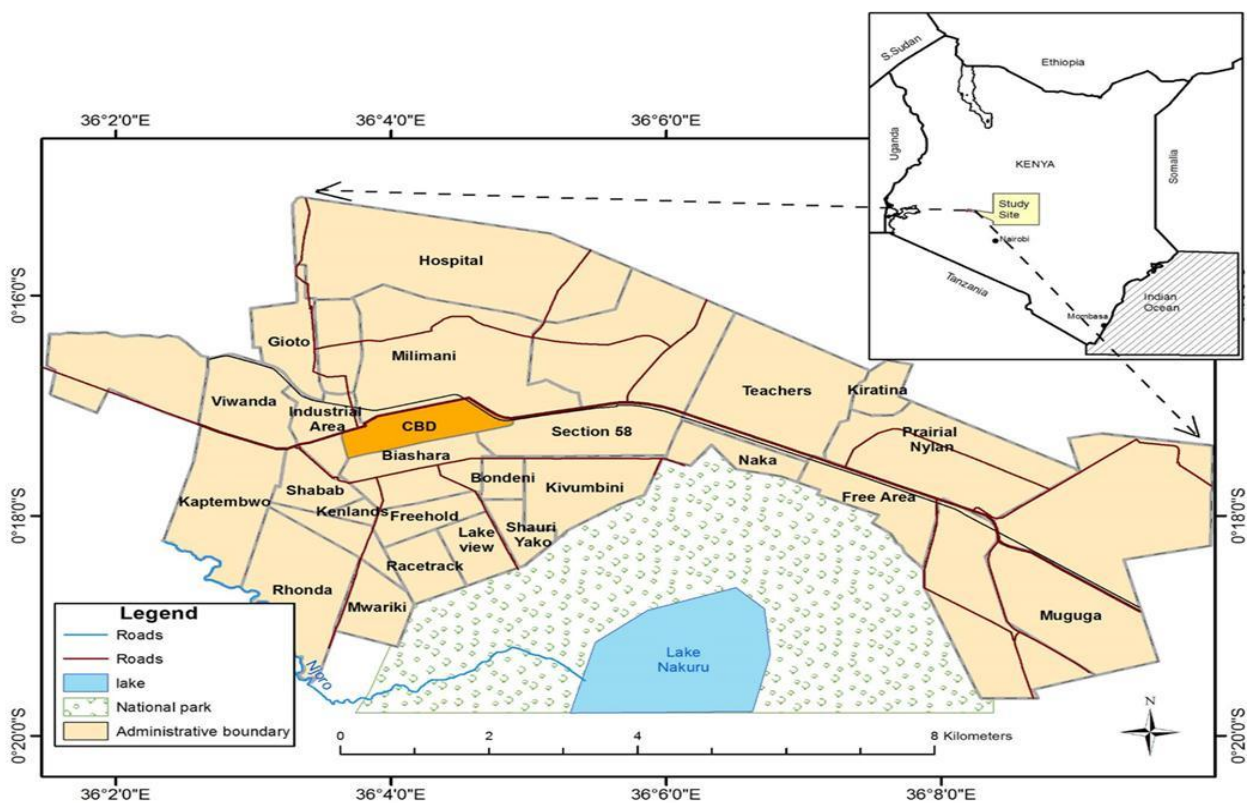 36°2'0"E
36°4'0"E
36°6'0"E
S.Sudan
Ethiopia
Uganda
KENYA
Somalia
Study
Site
Nairobi
Tanzania
Indian
Ocean
Mombasa
0°16'0"S
0°16'0"S
Hospital
Gioto
Milimani
Viwanda
Industrial
Area
CBD
Section 58
Teachers
Kiratina
Biashara
Prairial
Nylan
Naka
Bondeni
Kivumbini
Free Area
Kaptembwo
Shabab
Kenlands
Freehold
Lake
view
Shauri
Yako
0°18'0"S
0°18'0"S
Racetrack
Rhonda
Mwariki
Muguga
Lake
Nakuru
Njoro
Legend
Roads
Roads
lake
National park
Administrative boundary
N
0 2 4 6 8 Kilometers
0°20'0"S
0°20'0"S
36°2'0"E
36°4'0"E
36°6'0"E
36°8'0"E